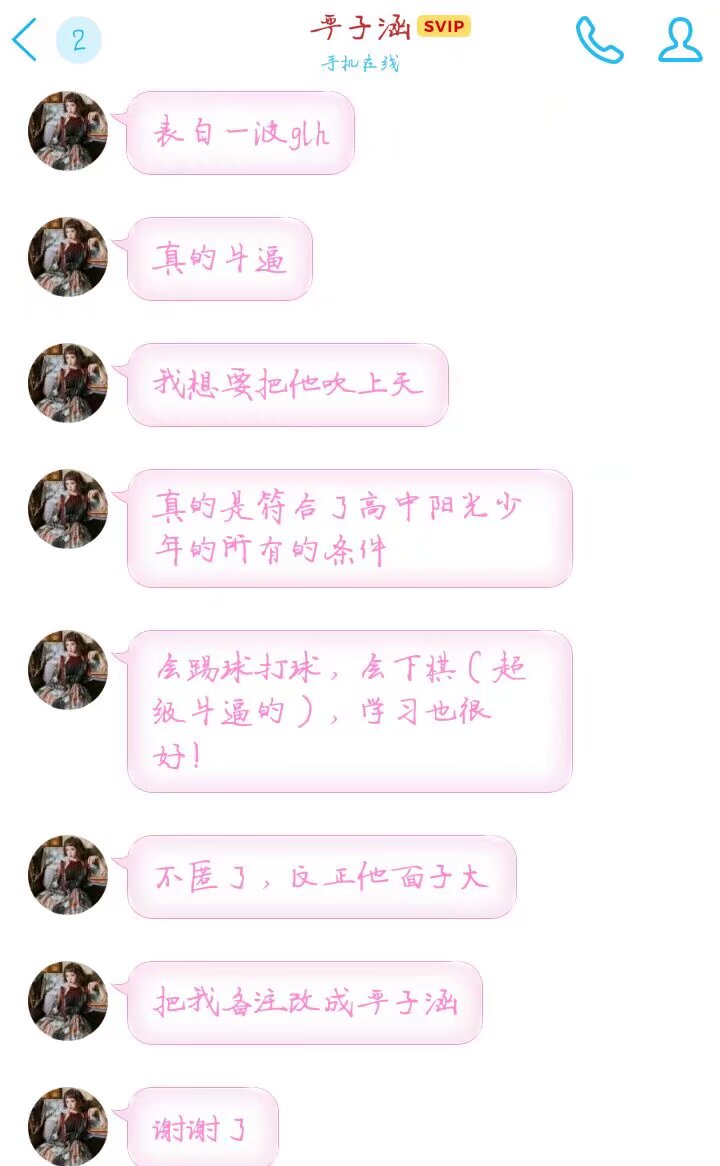 2
严子涵 SVIP
手机在线
表白一波glh
真的牛逼
我想要把他吹上天
真的是符合了高中阳光少
年的所有的条件
会踢球打球，会下棋（超
级牛逼的），学习也很
好！
不匿了，反正他面子大
把我备注改成严子涵
谢谢了